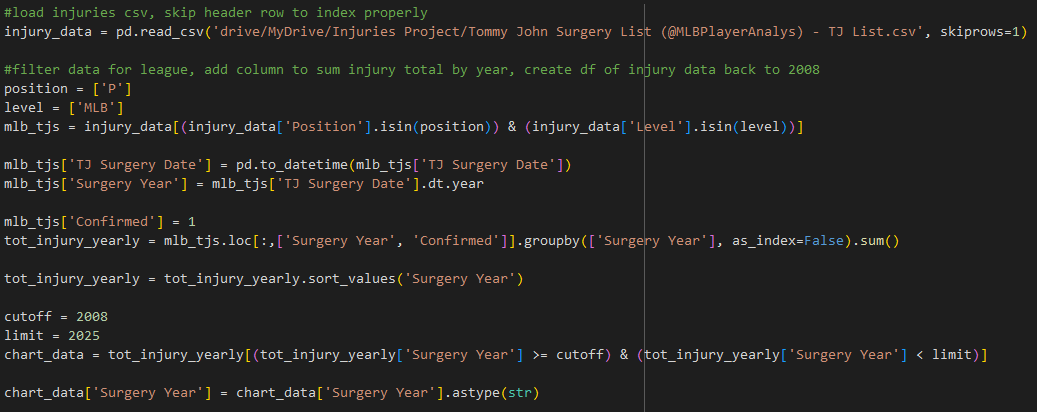 #load injuries csv, skip header row to index properly
injury_data = pd.read_csv('drive/MyDrive/Injuries Project/Tommy John Surgery List (@MLBPlayerAnalys) - TJ List.csv', skiprows=1)
#filter data for league, add column to sum injury total by year, create df of injury data back to 2008
position = ['P']
level = ['MLB']
mlb_tjs = injury_data[(injury_data['Position'].isin(position)) & (injury_data['Level'].isin(level))]
mlb_tjs['TJ Surgery Date'] = pd.to_datetime(mlb_tjs['TJ Surgery Date'])
mlb_tjs['Surgery Year'] = mlb_tjs['TJ Surgery Date'].dt.year
mlb_tjs['Confirmed'] = 1
tot_injury_yearly = mlb_tjs.loc[:,['Surgery Year', 'Confirmed']].groupby(['Surgery Year'], as_index=False).sum()
tot_injury_yearly = tot_injury_yearly.sort_values('Surgery Year')
cutoff = 2008
limit = 2025
chart_data = tot_injury_yearly[(tot_injury_yearly['Surgery Year'] >= cutoff) & (tot_injury_yearly['Surgery Year'] < limit)]
chart_data['Surgery Year'] = chart_data['Surgery Year'].astype(str)